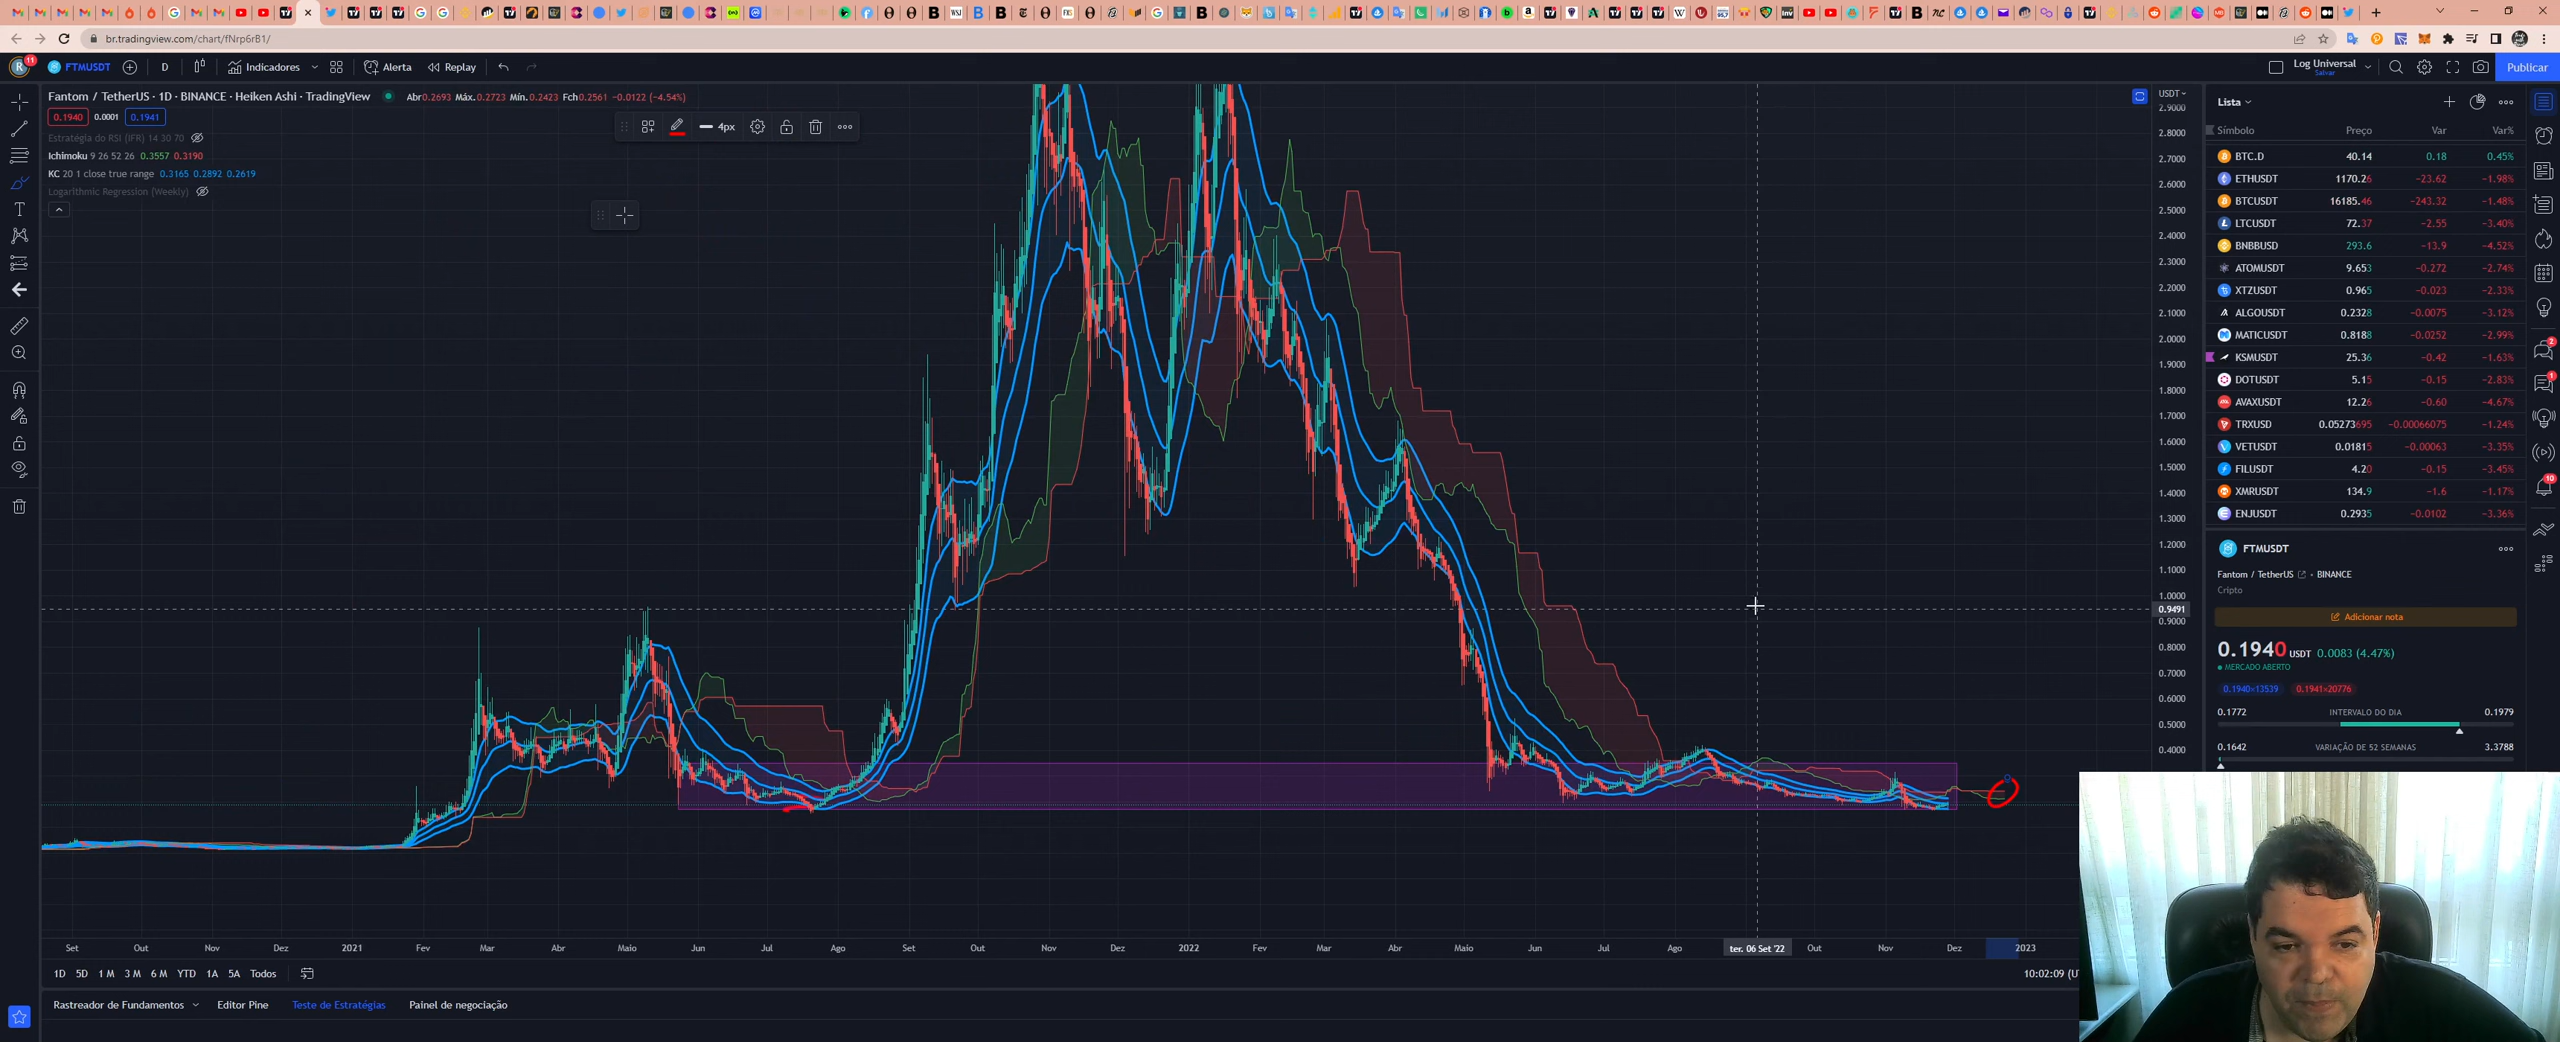 br.tradingview.com/chart/fNrp6rB1/
R 11 FTMUSDT D Indicadores Alerta Replay Log Universal Salvar Publicar
Fantom / TetherUS · 1D · BINANCE · Heiken Ashi · TradingView Abr0.2693 Máx.0.2723 Mín.0.2423 Fch0.2561 −0.0122 (−4.54%)
0.1940 0.0001 0.1941
4px
Estratégia do RSI (IFR) 14 30 70
Ichimoku 9 26 52 26 0.3557 0.3190
KC 20 1 close true range 0.3165 0.2892 0.2619
Logarithmic Regression (Weekly)
USDT
2.9000
2.8000
2.7000
2.6000
2.5000
2.4000
2.3000
2.2000
2.1000
2.0000
1.9000
1.8000
1.7000
1.6000
1.5000
1.4000
1.3000
1.2000
1.1000
1.0000
0.9491
0.9000
0.8000
0.7000
0.6000
0.5000
0.4000
Set Out Nov Dez 2021 Fev Mar Abr Maio Jun Jul Ago Set Out Nov Dez 2022 Fev Mar Abr Maio Jun Jul Ago ter. 06 Set '22 Out Nov Dez 2023
1D 5D 1 M 3 M 6 M YTD 1A 5A Todos
10:02:09 (U
Rastreador de Fundamentos Editor Pine Teste de Estratégias Painel de negociação
Lista
Símbolo Preço Var Var%
BTC.D 40.14 0.18 0.45%
ETHUSDT 1170.26 −23.62 −1.98%
BTCUSDT 16185.46 −243.32 −1.48%
LTCUSDT 72.37 −2.55 −3.40%
BNBBUSD 293.6 −13.9 −4.52%
ATOMUSDT 9.653 −0.272 −2.74%
XTZUSDT 0.965 −0.023 −2.33%
ALGOUSDT 0.2328 −0.0075 −3.12%
MATICUSDT 0.8188 −0.0252 −2.99%
KSMUSDT 25.36 −0.42 −1.63%
DOTUSDT 5.15 −0.15 −2.83%
AVAXUSDT 12.26 −0.60 −4.67%
TRXUSD 0.05273695 −0.00066075 −1.24%
VETUSDT 0.01815 −0.00063 −3.35%
FILUSDT 4.20 −0.15 −3.45%
XMRUSDT 134.9 −1.6 −1.17%
ENJUSDT 0.2935 −0.0102 −3.36%
FTMUSDT
Fantom / TetherUS · BINANCE
Cripto
Adicionar nota
0.1940 USDT 0.0083 (4.47%)
MERCADO ABERTO
0.1940×13539 0.1941×20776
0.1772 INTERVALO DO DIA 0.1979
0.1642 VARIAÇÃO DE 52 SEMANAS 3.3788
2
1
10